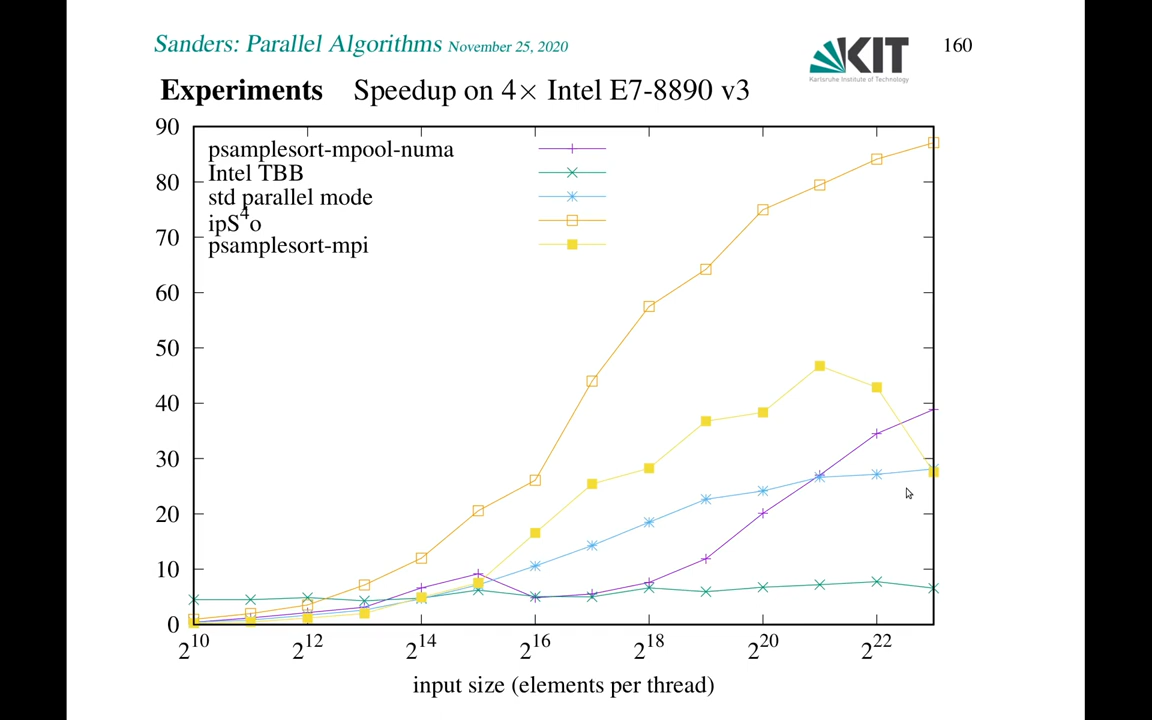 Sanders: Parallel Algorithms November 25, 2020
KIT
Karlsruhe Institute of Technology
160
Experiments Speedup on 4× Intel E7-8890 v3
90
80
70
60
50
40
30
20
10
0
psamplesort-mpool-numa
Intel TBB
std parallel mode
ipS⁴o
psamplesort-mpi
2¹⁰ 2¹² 2¹⁴ 2¹⁶ 2¹⁸ 2²⁰ 2²²
input size (elements per thread)